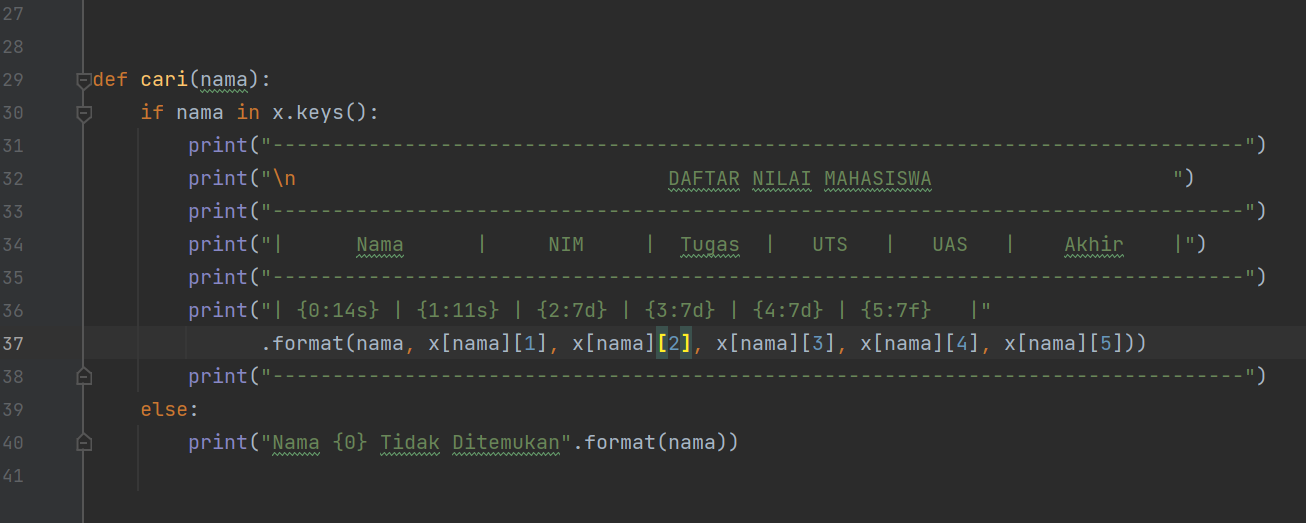 27
28
29 def cari(nama):
30     if nama in x.keys():
31         print("---------------------------------------------------------------------------------")
32         print("\n                               DAFTAR NILAI MAHASISWA                    ")
33         print("---------------------------------------------------------------------------------")
34         print("|      Nama      |     NIM     |  Tugas  |   UTS   |   UAS   |    Akhir    |")
35         print("---------------------------------------------------------------------------------")
36         print("| {0:14s} | {1:11s} | {2:7d} | {3:7d} | {4:7d} | {5:7f}   |"
37               .format(nama, x[nama][1], x[nama][2], x[nama][3], x[nama][4], x[nama][5]))
38         print("---------------------------------------------------------------------------------")
39     else:
40         print("Nama {0} Tidak Ditemukan".format(nama))
41